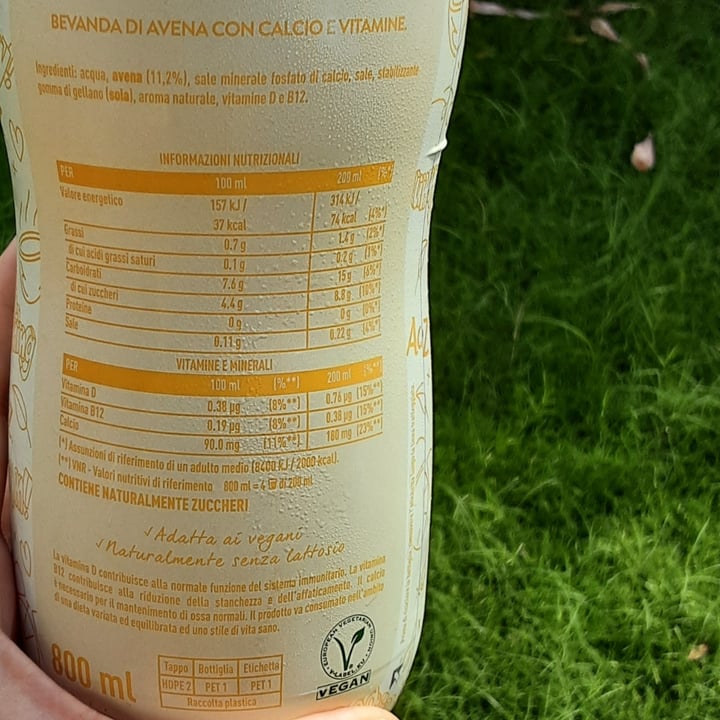 BEVANDA DI AVENA CON CALCIO E VITAMINE.
Ingredienti: acqua, avena (11,2%), sale minerale fosfato di calcio, sale, stabilizzante
gomma di gellano (soia), aroma naturale, vitamine D e B12.
INFORMAZIONI NUTRIZIONALI
PER 100 ml 200 ml (%*)
Valore energetico 157 kJ / 314 kJ /
37 kcal 74 kcal (4%*)
Grassi 0.7 g 1.4 g (2%*)
di cui acidi grassi saturi 0.1 g 0.2 g (1%*)
Carboidrati 7.6 g 15 g (6%*)
di cui zuccheri 4.4 g 8.8 g (10%*)
Proteine 0 g 0 g (0%*)
Sale 0.11 g 0.22 g (4%*)
VITAMINE E MINERALI
PER 100 ml (%**) 200 ml (%**)
Vitamina D 0.38 µg (8%**) 0.76 µg (15%**)
Vitamina B12 0.19 µg (8%**) 0.38 µg (15%**)
Calcio 90.0 mg (11%**) 180 mg (23%**)
(*) Assunzioni di riferimento di un adulto medio (8400 kJ / 2000 kcal).
(**) VNR - Valori nutritivi di riferimento 800 ml = 4 di 200 ml
CONTIENE NATURALMENTE ZUCCHERI
√Adatta ai vegani
√Naturalmente senza lattosio
La vitamina D contribuisce alla normale funzione del sistema immunitario. La vitamina
B12 contribuisce alla riduzione della stanchezza e dell'affaticamento. Il calcio
è necessario per il mantenimento di ossa normali. Il prodotto va consumato nell'ambito
di una dieta variata ed equilibrata ed uno stile di vita sano.
800 ml
Tappo Bottiglia Etichetta
HDPE 2 PET 1 PET 1
Raccolta plastica
EUROPEAN VEGETARIAN UNION
V-LABEL.EU
VEGAN